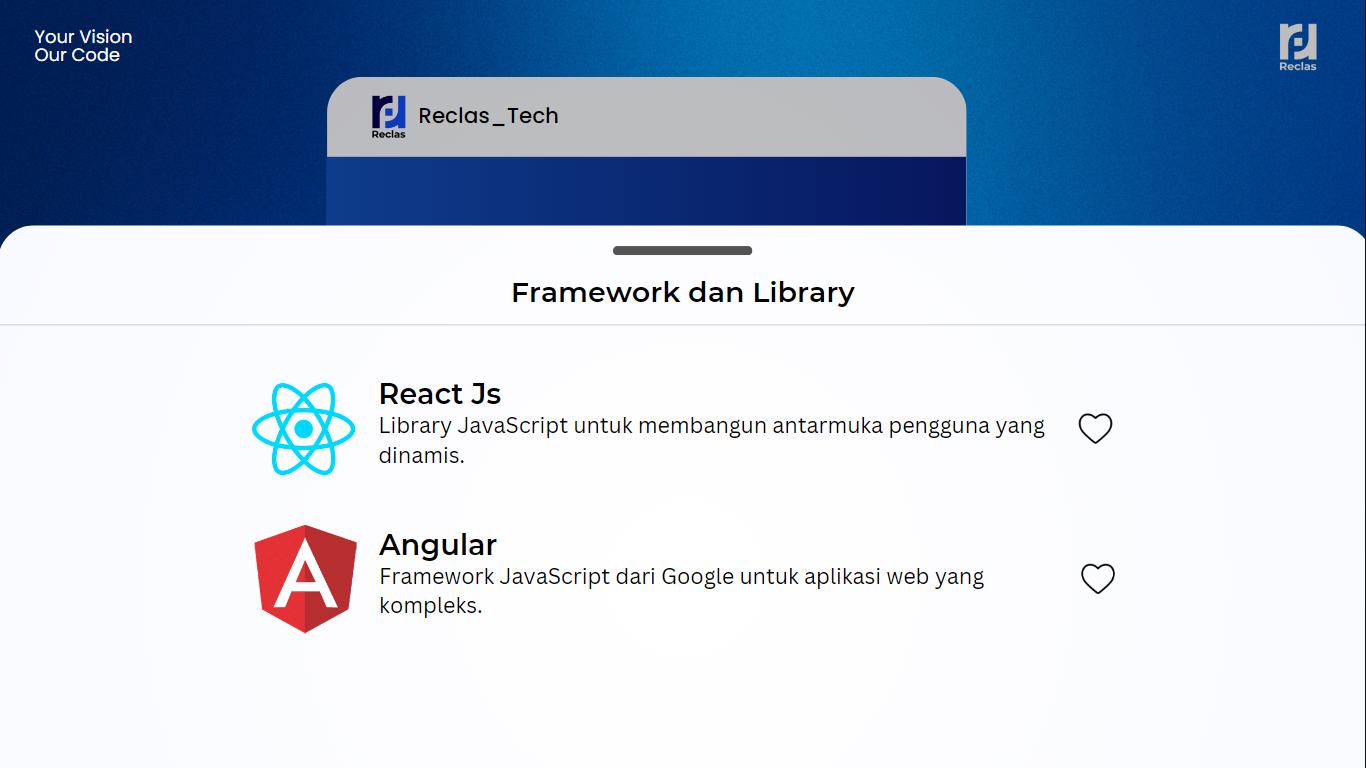 Your Vision
Our Code
Reclas
Reclas
Reclas_Tech
Framework dan Library
React Js
Library JavaScript untuk membangun antarmuka pengguna yang
dinamis.
Angular
Framework JavaScript dari Google untuk aplikasi web yang
kompleks.